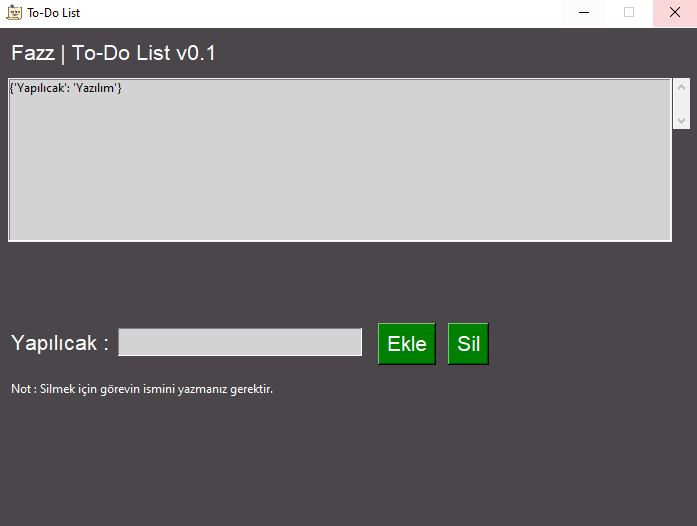 To-Do List
Fazz | To-Do List v0.1
{'Yapılıcak': 'Yazılım'}
Yapılıcak :
Ekle
Sil
Not : Silmek için görevin ismini yazmanız gerektir.